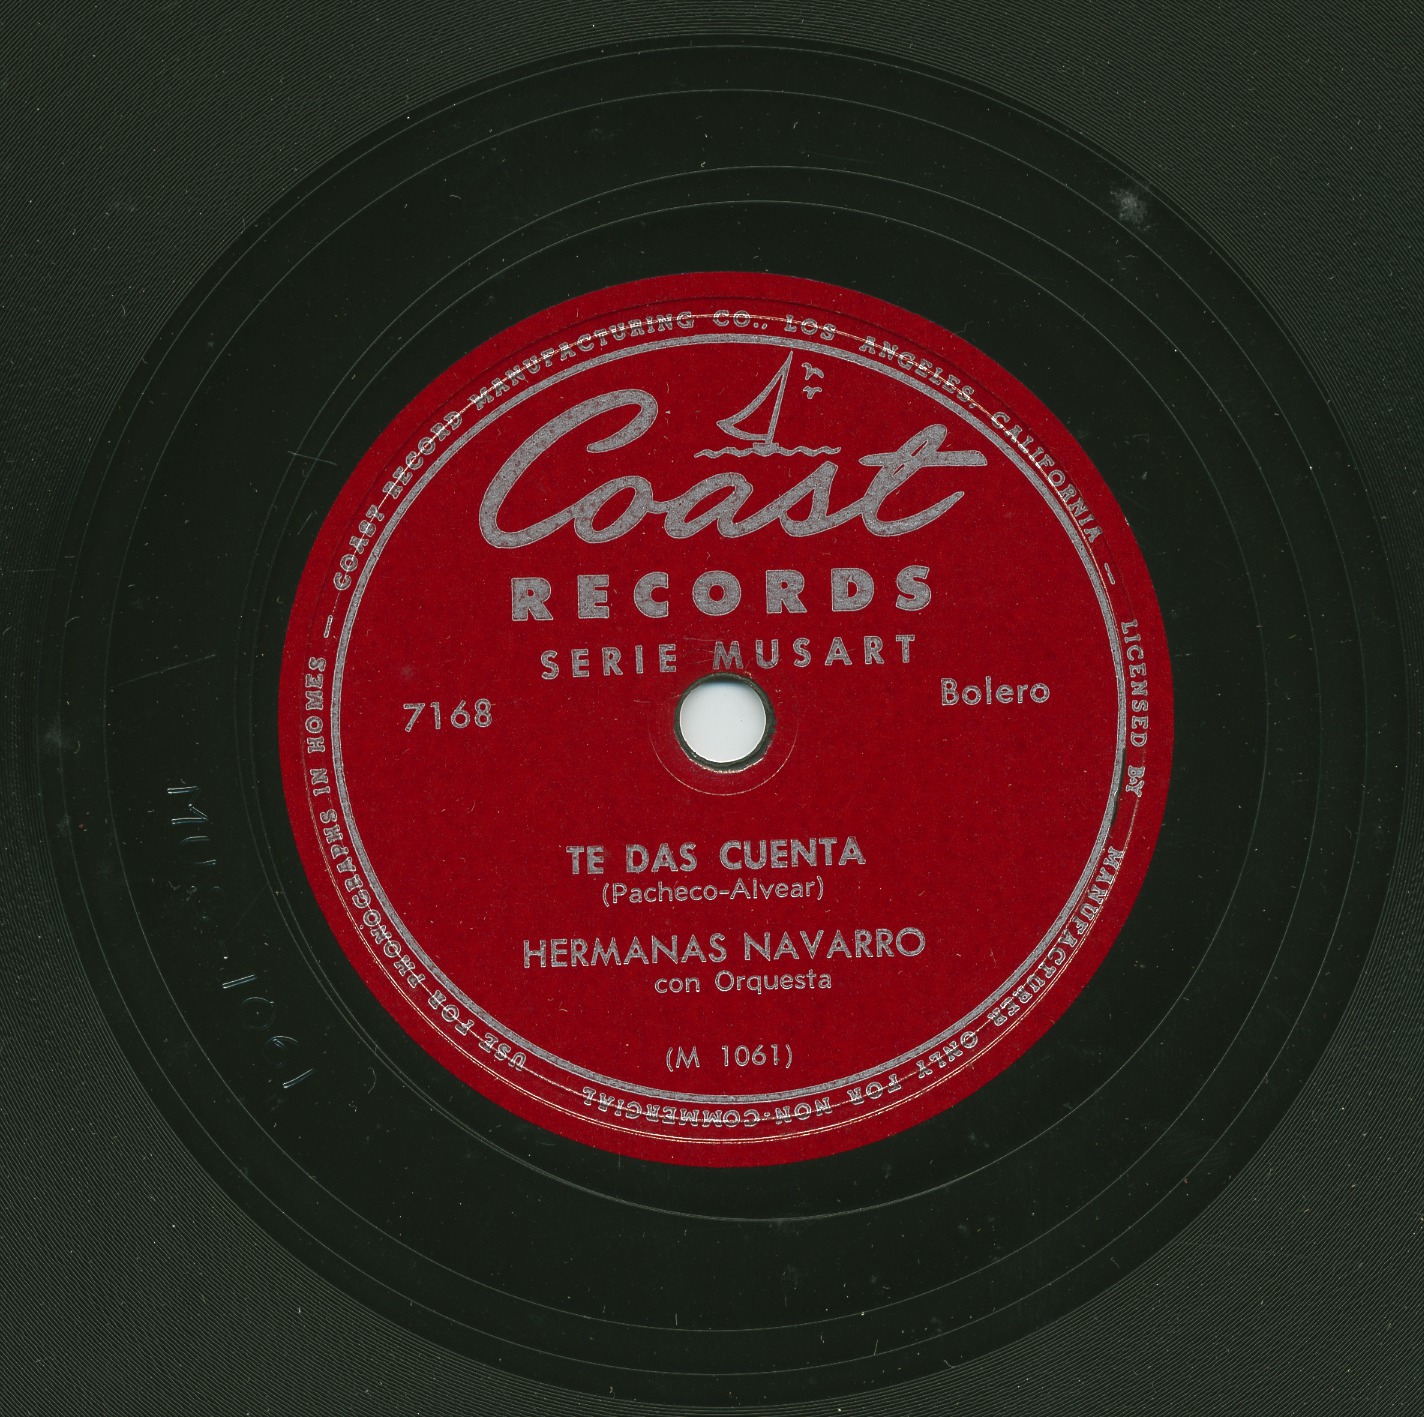 COAST RECORD MANUFACTURING CO., LOS ANGELES, CALIFORNIA — LICENSED BY MANUFACTURER ONLY FOR NON-COMMERCIAL USE FOR PHONOGRAPHS IN HOMES —
Coast
RECORDS
SERIE MUSART
7168
Bolero
TE DAS CUENTA
(Pacheco-Alvear)
HERMANAS NAVARRO
con Orquesta
(M 1061)